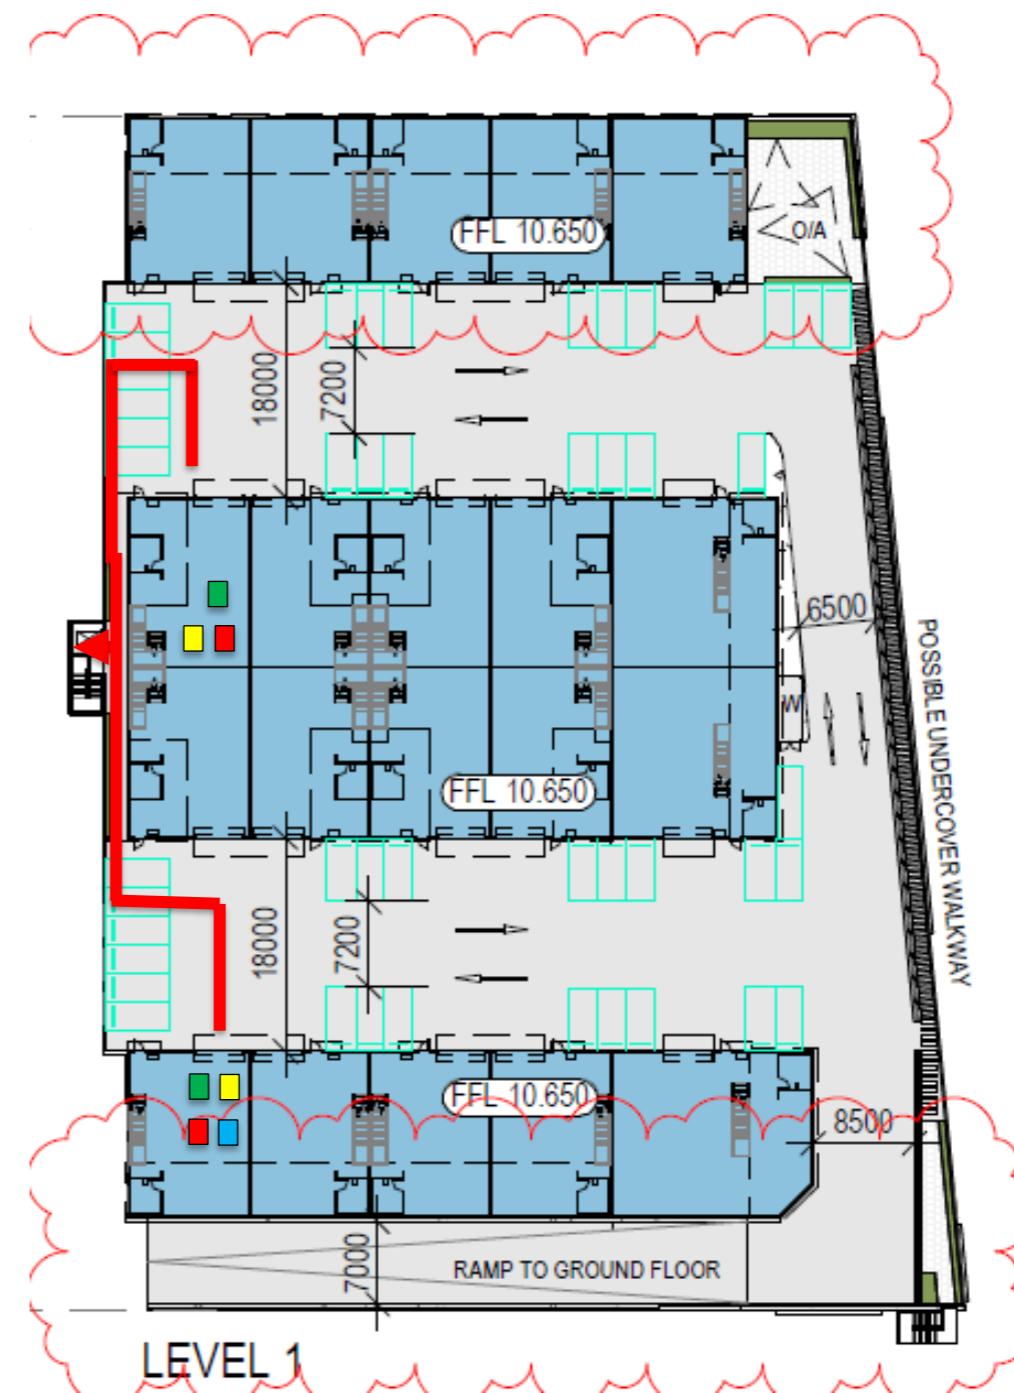 FFL 10.650
O/A
18000
7200
6500
POSSIBLE UNDERCOVER WALKWAY
W
FFL 10.650
18000
7200
FFL 10.650
8500
7000
RAMP TO GROUND FLOOR
LEVEL 1